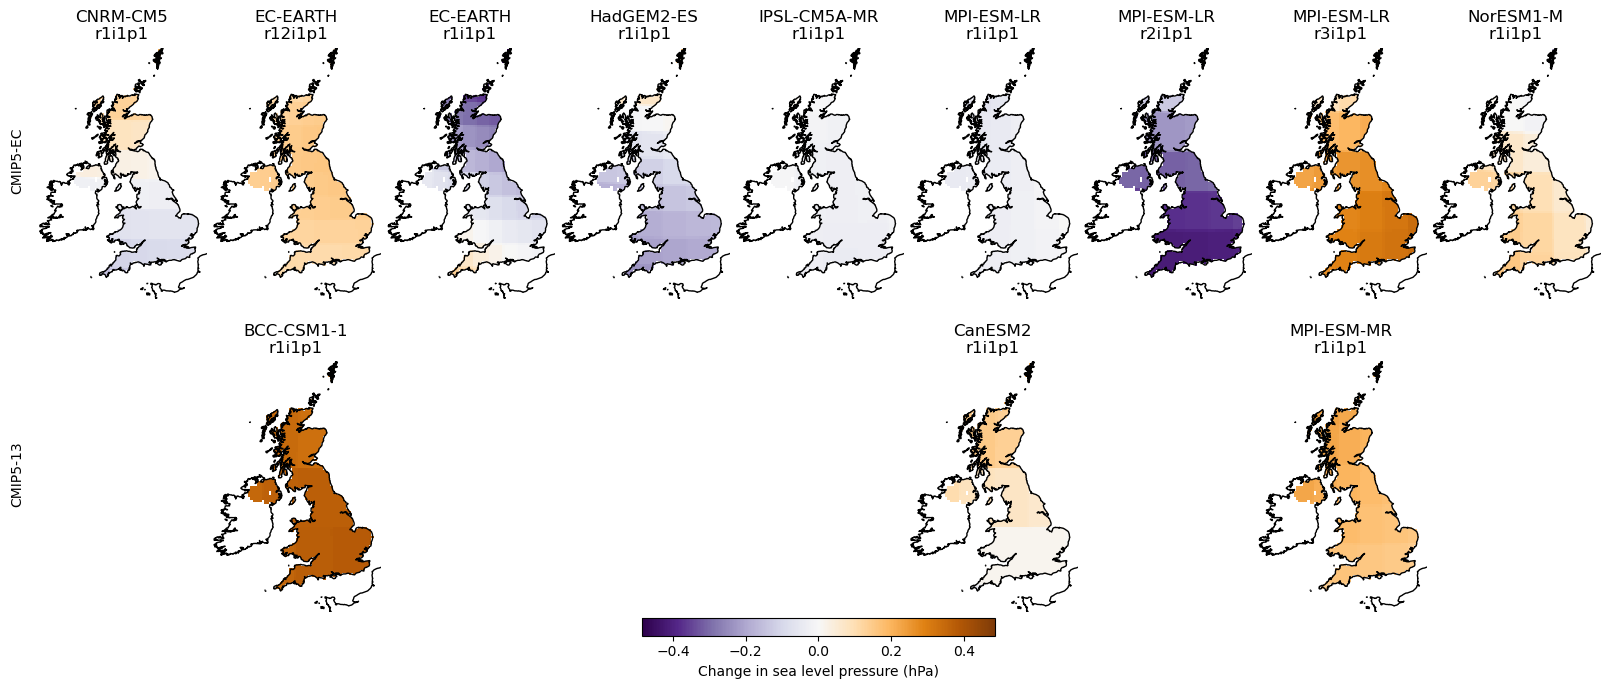 CNRM-CM5
r1i1p1
EC-EARTH
r12i1p1
EC-EARTH
r1i1p1
HadGEM2-ES
r1i1p1
IPSL-CM5A-MR
r1i1p1
MPI-ESM-LR
r1i1p1
MPI-ESM-LR
r2i1p1
MPI-ESM-LR
r3i1p1
NorESM1-M
r1i1p1
CMIP5-EC
BCC-CSM1-1
r1i1p1
CanESM2
r1i1p1
MPI-ESM-MR
r1i1p1
CMIP5-13
−0.4 −0.2 0.0 0.2 0.4
Change in sea level pressure (hPa)